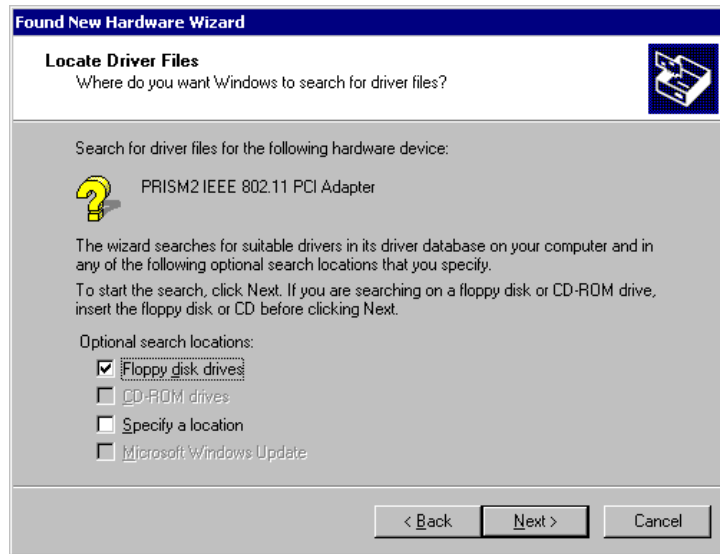 Found New Hardware Wizard
Locate Driver Files
Where do you want Windows to search for driver files?
Search for driver files for the following hardware device:
PRISM2 IEEE 802.11 PCI Adapter
The wizard searches for suitable drivers in its driver database on your computer and in
any of the following optional search locations that you specify.
To start the search, click Next. If you are searching on a floppy disk or CD-ROM drive,
insert the floppy disk or CD before clicking Next.
Optional search locations:
Floppy disk drives
CD-ROM drives
Specify a location
Microsoft Windows Update
< Back Next > Cancel